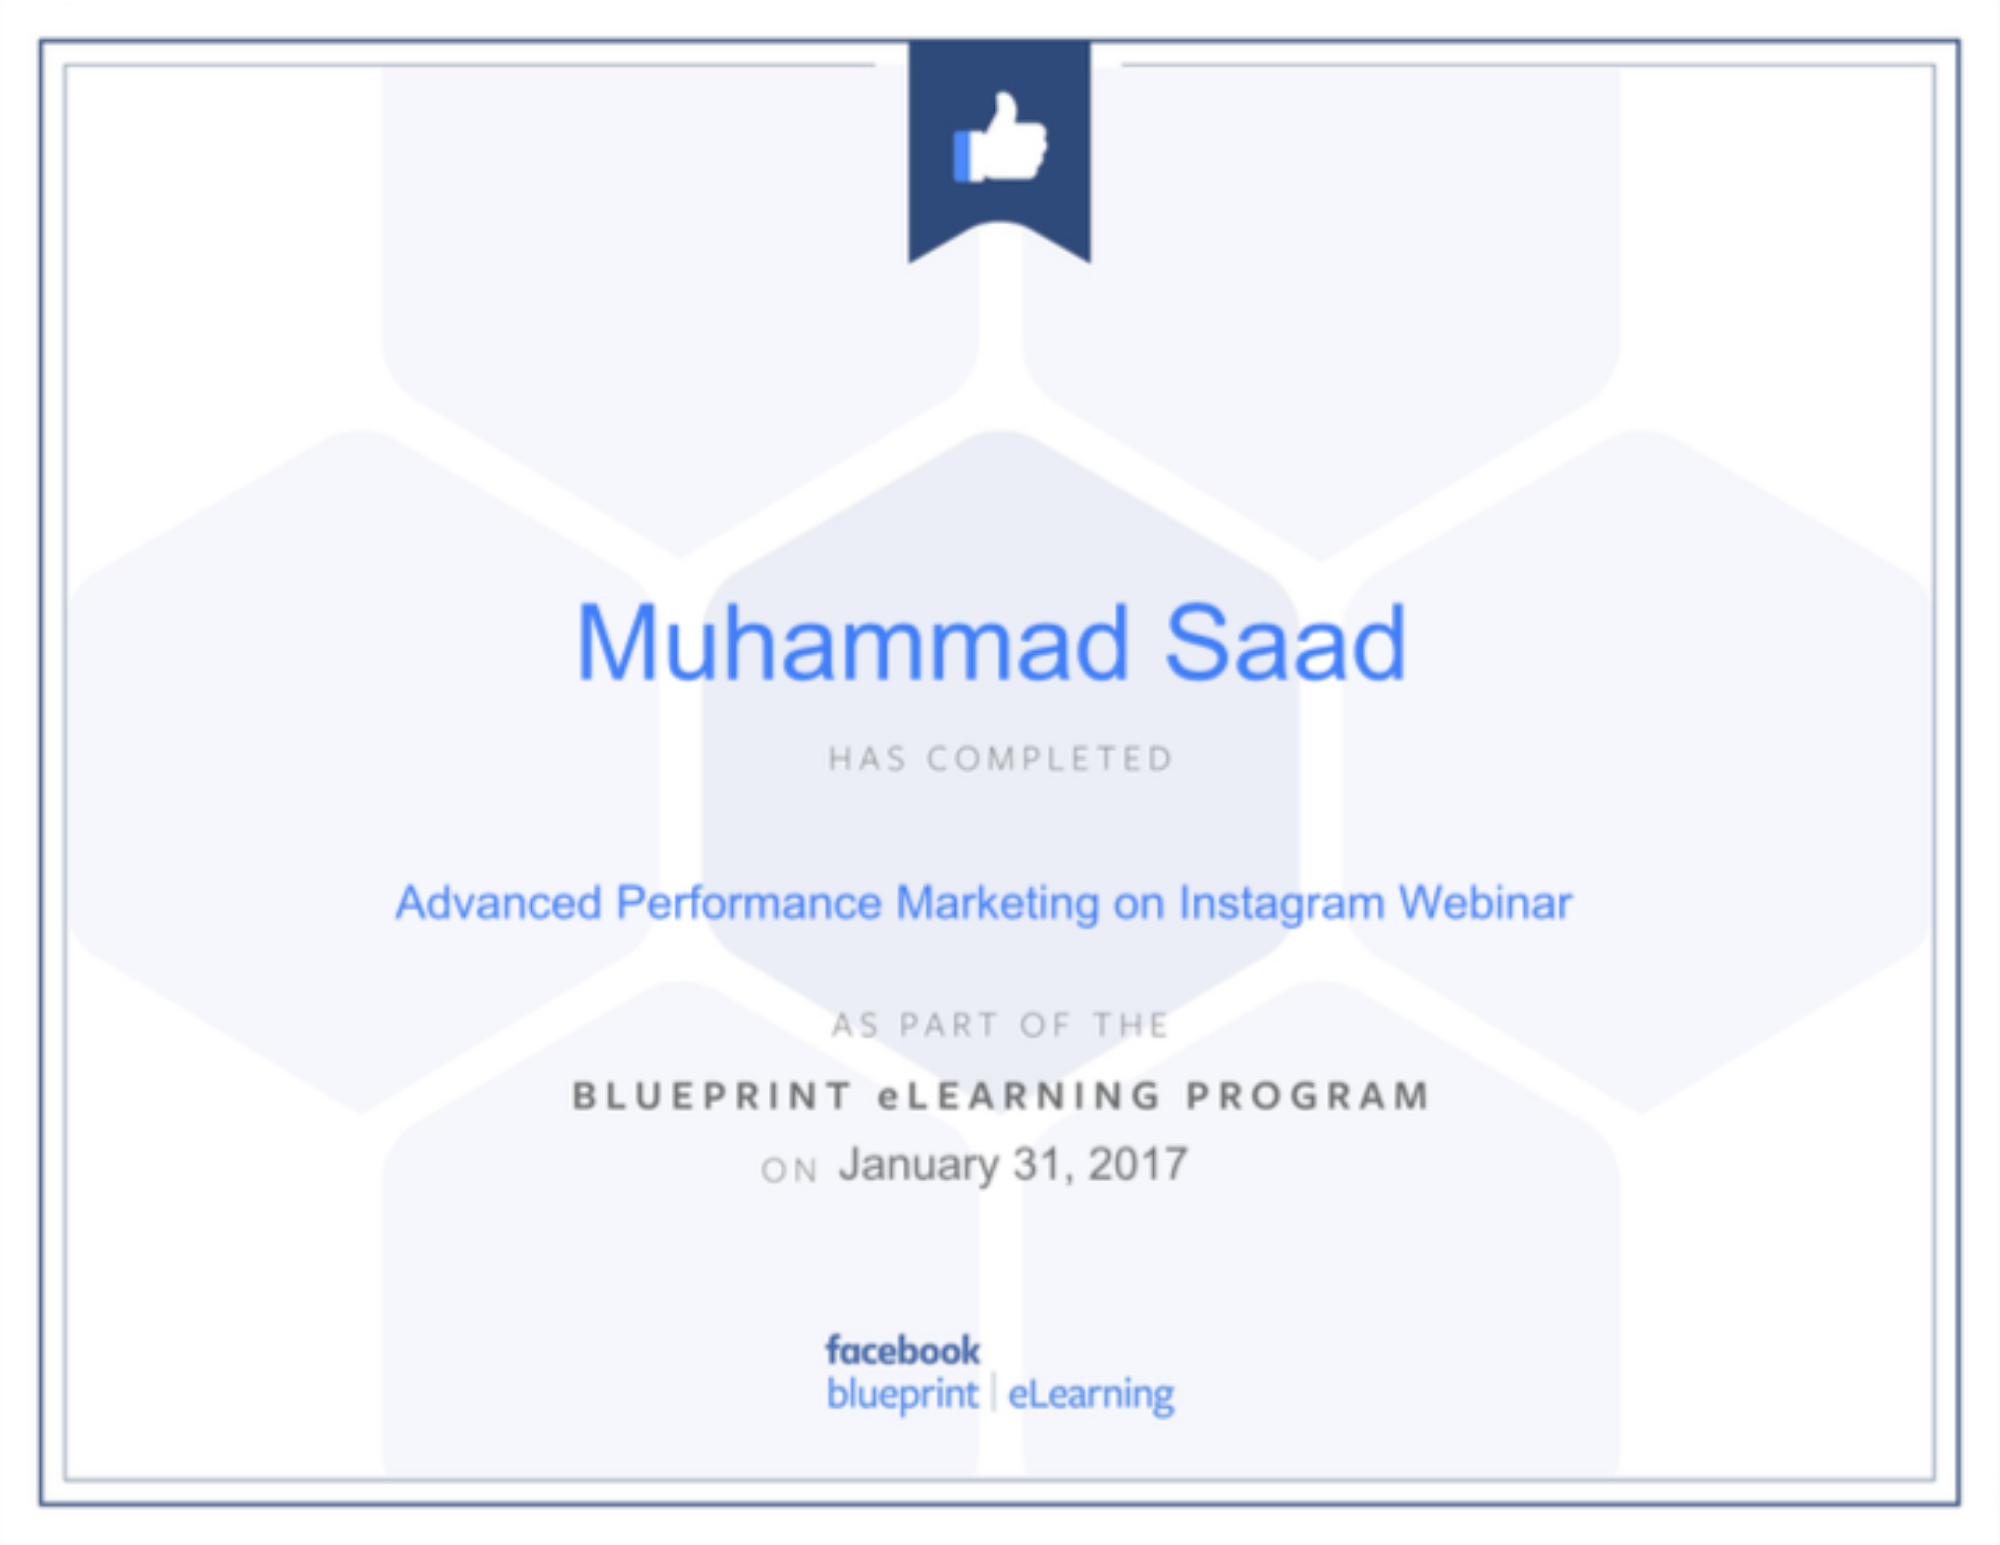 Muhammad Saad
HAS COMPLETED
Advanced Performance Marketing on Instagram Webinar
AS PART OF THE
BLUEPRINT eLEARNING PROGRAM
ON January 31, 2017
facebook
blueprint | eLearning